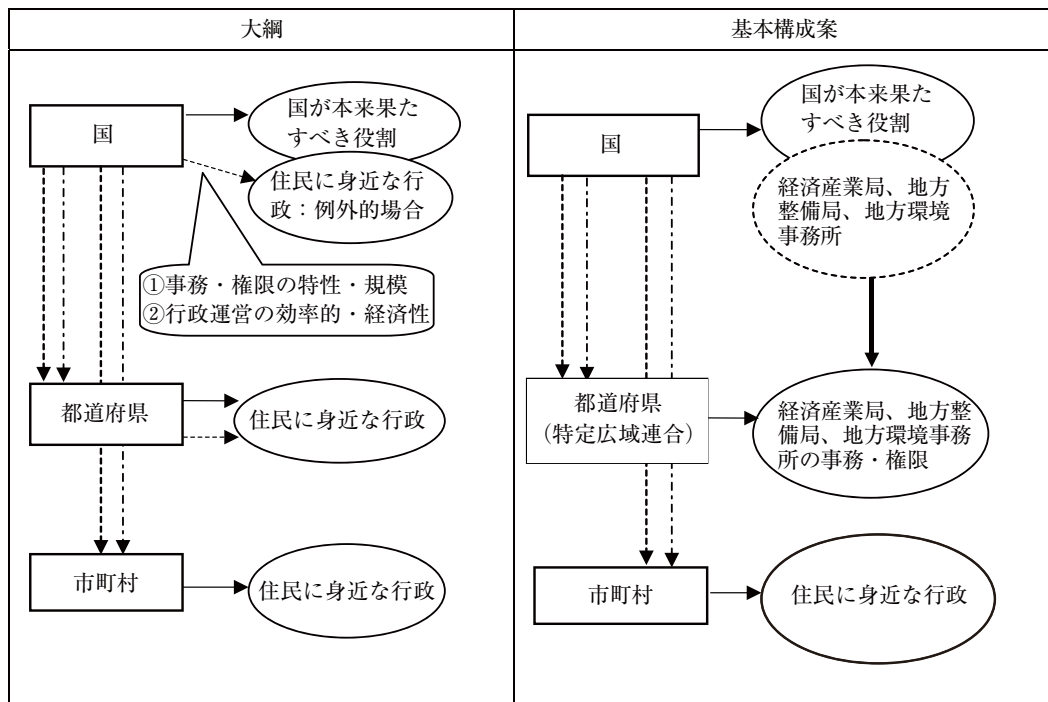 大綱
国
国が本来果た
すべき役割
住民に身近な行
政：例外的場合
①事務・権限の特性・規模
②行政運営の効率的・経済性
都道府県
住民に身近な行政
市町村
住民に身近な行政
基本構成案
国
国が本来果た
すべき役割
経済産業局、地方
整備局、地方環境
事務所
都道府県
（特定広域連合）
経済産業局、地方整
備局、地方環境事務
所の事務・権限
市町村
住民に身近な行政